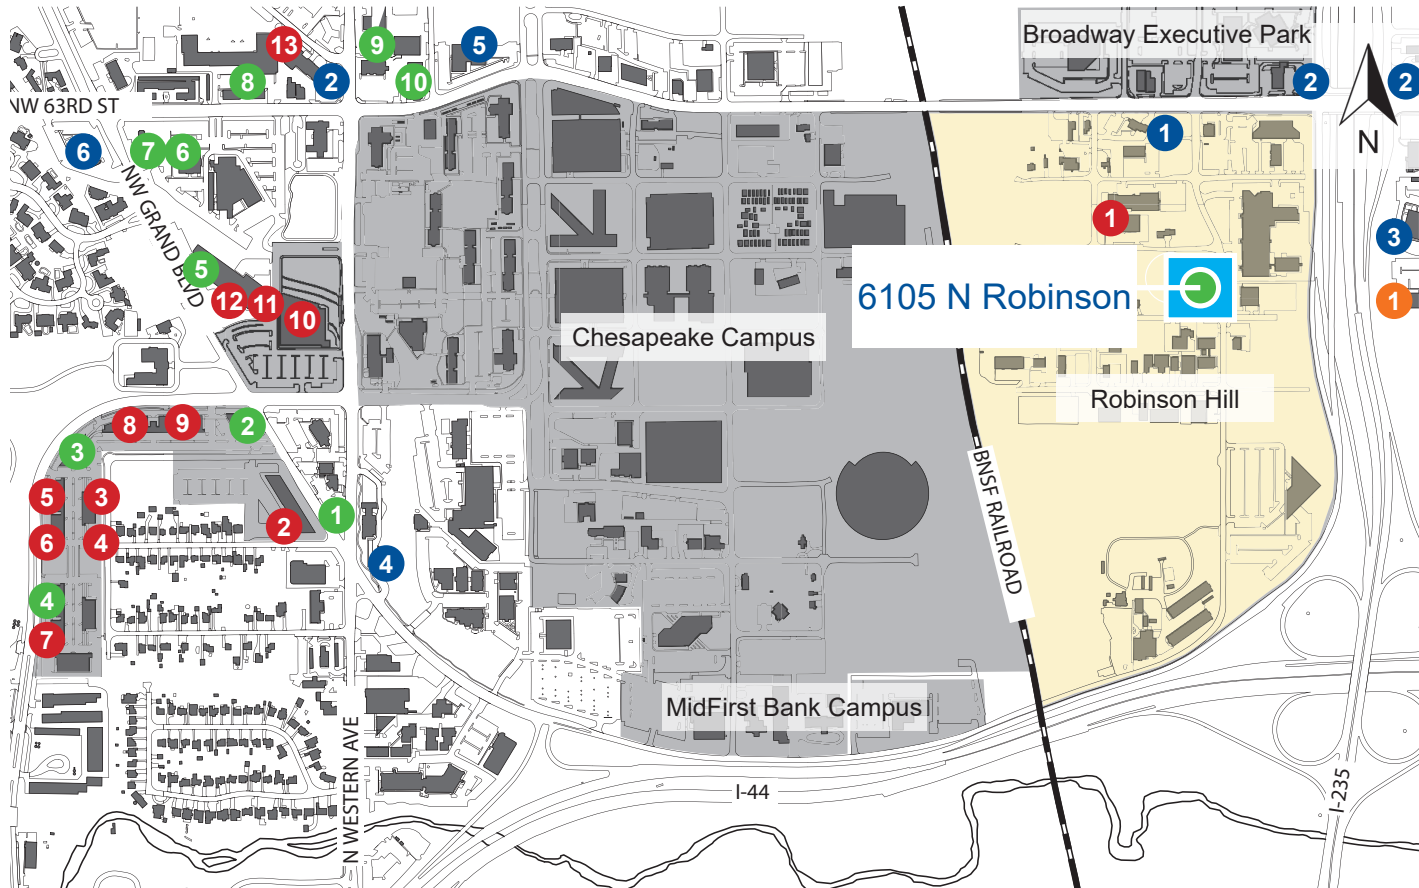 Broadway Executive Park
13
9
5
8
2
10
2
2
NW 63RD ST
N
6
7
6
1
NW GRAND BLVD
1
3
5
12
11
10
6105 N Robinson
1
Chesapeake Campus
Robinson Hill
8
9
2
3
5
3
1
2
6
4
4
BNSF RAILROAD
4
7
MidFirst Bank Campus
N WESTERN AVE
I-44
I-235